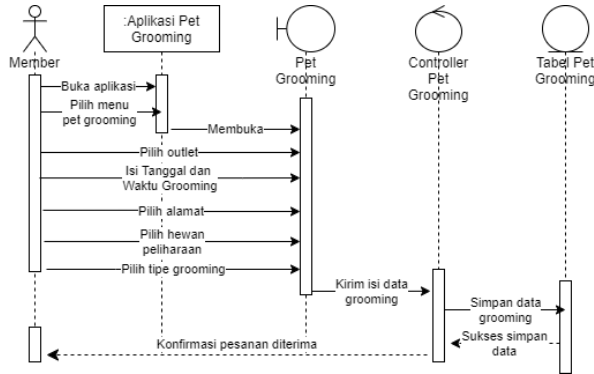 :Aplikasi Pet
Grooming
Member
Pet
Grooming
Controller
Pet
Grooming
Tabel Pet
Grooming
Buka aplikasi
Pilih menu
pet grooming
Membuka
Pilih outlet
Isi Tanggal dan
Waktu Grooming
Pilih alamat
Pilih hewan
peliharaan
Pilih tipe grooming
Kirim isi data
grooming
Simpan data
grooming
Sukses simpan
data
Konfirmasi pesanan diterima